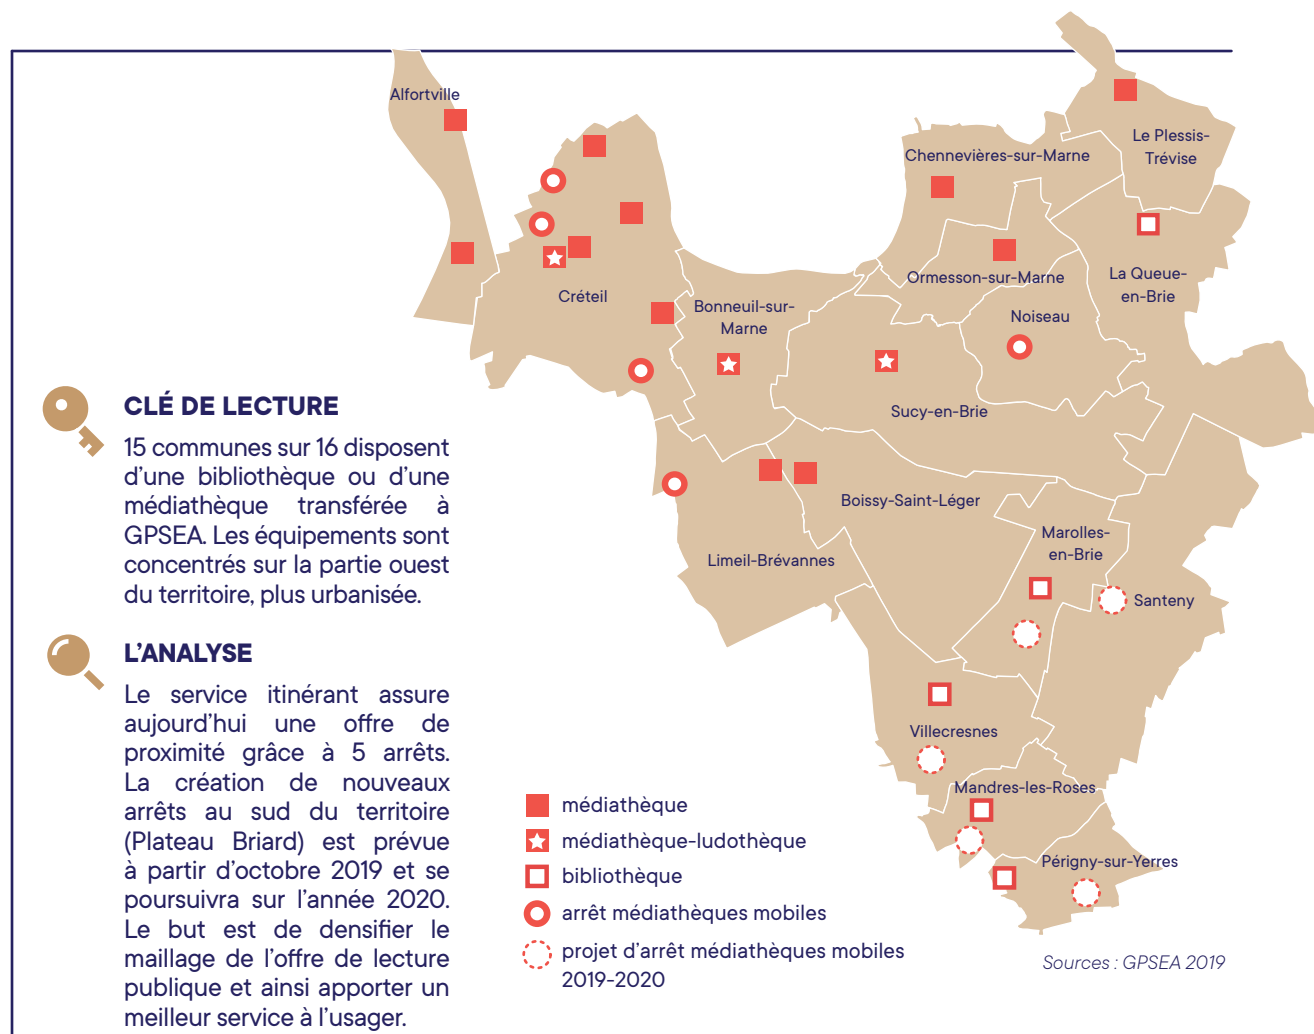 Alfortville
Le Plessis-
Trévise
Chennevières-sur-Marne
Ormesson-sur-Marne
La Queue-
en-Brie
Créteil
Bonneuil-sur-
Marne
Noiseau
Sucy-en-Brie
Boissy-Saint-Léger
Limeil-Brévannes
Marolles-
en-Brie
Santeny
Villecresnes
Mandres-les-Roses
Périgny-sur-Yerres
CLÉ DE LECTURE
15 communes sur 16 disposent
d’une bibliothèque ou d’une
médiathèque transférée à
GPSEA. Les équipements sont
concentrés sur la partie ouest
du territoire, plus urbanisée.
L’ANALYSE
Le service itinérant assure
aujourd’hui une offre de
proximité grâce à 5 arrêts.
La création de nouveaux
arrêts au sud du territoire
(Plateau Briard) est prévue
à partir d’octobre 2019 et se
poursuivra sur l’année 2020.
Le but est de densifier le
maillage de l’offre de lecture
publique et ainsi apporter un
meilleur service à l’usager.
médiathèque
médiathèque-ludothèque
bibliothèque
arrêt médiathèques mobiles
projet d’arrêt médiathèques mobiles
2019-2020
Sources : GPSEA 2019